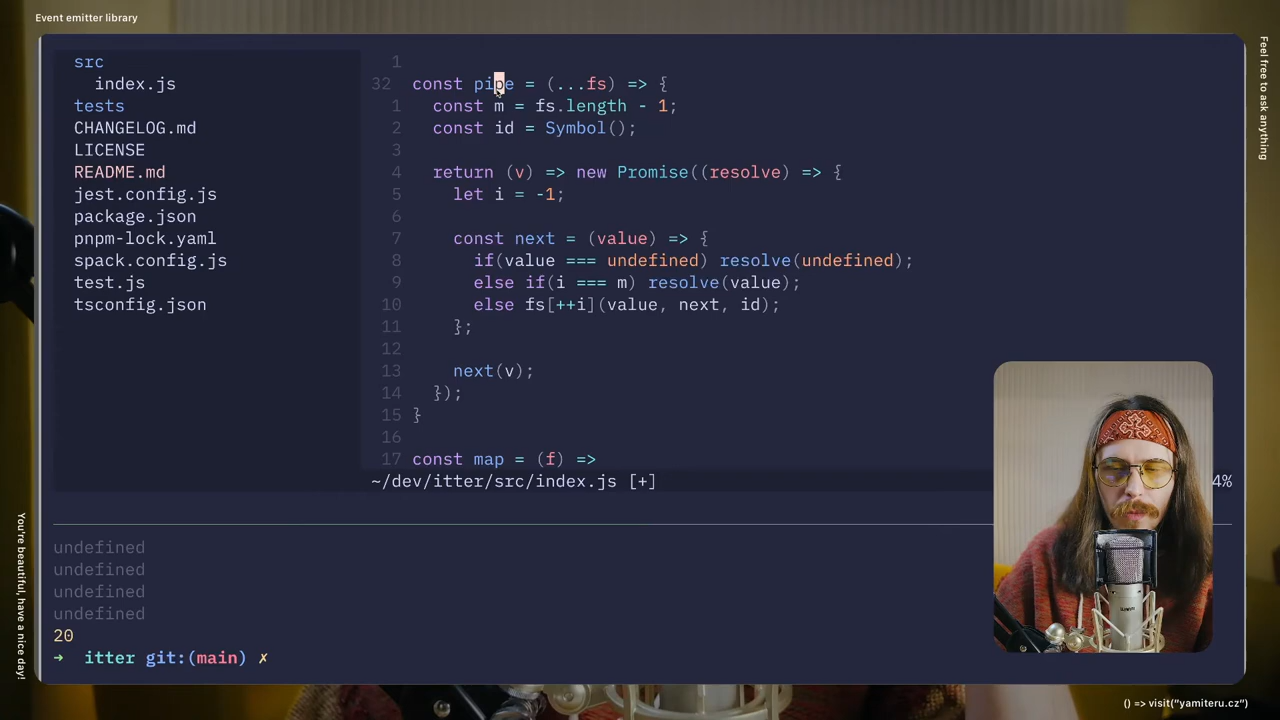 Event emitter library
src
index.js
tests
CHANGELOG.md
LICENSE
README.md
jest.config.js
package.json
pnpm-lock.yaml
spack.config.js
test.js
tsconfig.json
1
32 const pipe = (...fs) => {
1 const m = fs.length - 1;
2 const id = Symbol();
3
4 return (v) => new Promise((resolve) => {
5 let i = -1;
6
7 const next = (value) => {
8 if(value === undefined) resolve(undefined);
9 else if(i === m) resolve(value);
10 else fs[++i](value, next, id);
11 };
12
13 next(v);
14 });
15 }
16
17 const map = (f) =>
~/dev/itter/src/index.js [+]
4%
undefined
undefined
undefined
undefined
20
→ itter git:(main) ✗
Feel free to ask anything
You're beautiful, have a nice day!
() => visit("yamiteru.cz")